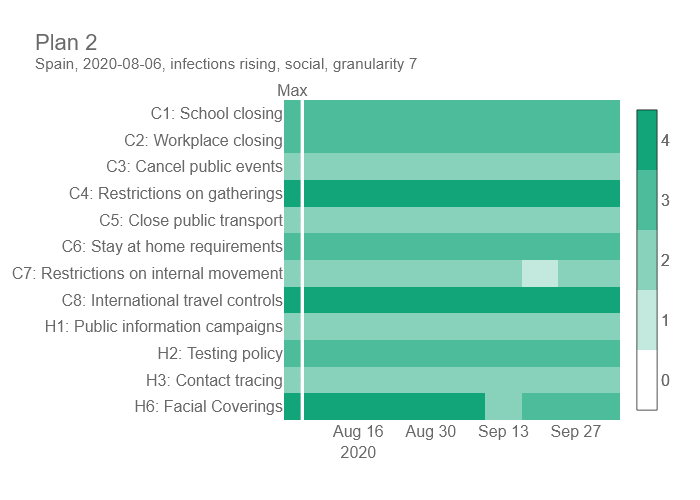 Plan 2
Spain, 2020-08-06, infections rising, social, granularity 7
Max
C1: School closing
C2: Workplace closing
C3: Cancel public events
C4: Restrictions on gatherings
C5: Close public transport
C6: Stay at home requirements
C7: Restrictions on internal movement
C8: International travel controls
H1: Public information campaigns
H2: Testing policy
H3: Contact tracing
H6: Facial Coverings
Aug 16 Aug 30 Sep 13 Sep 27
2020
4
3
2
1
0